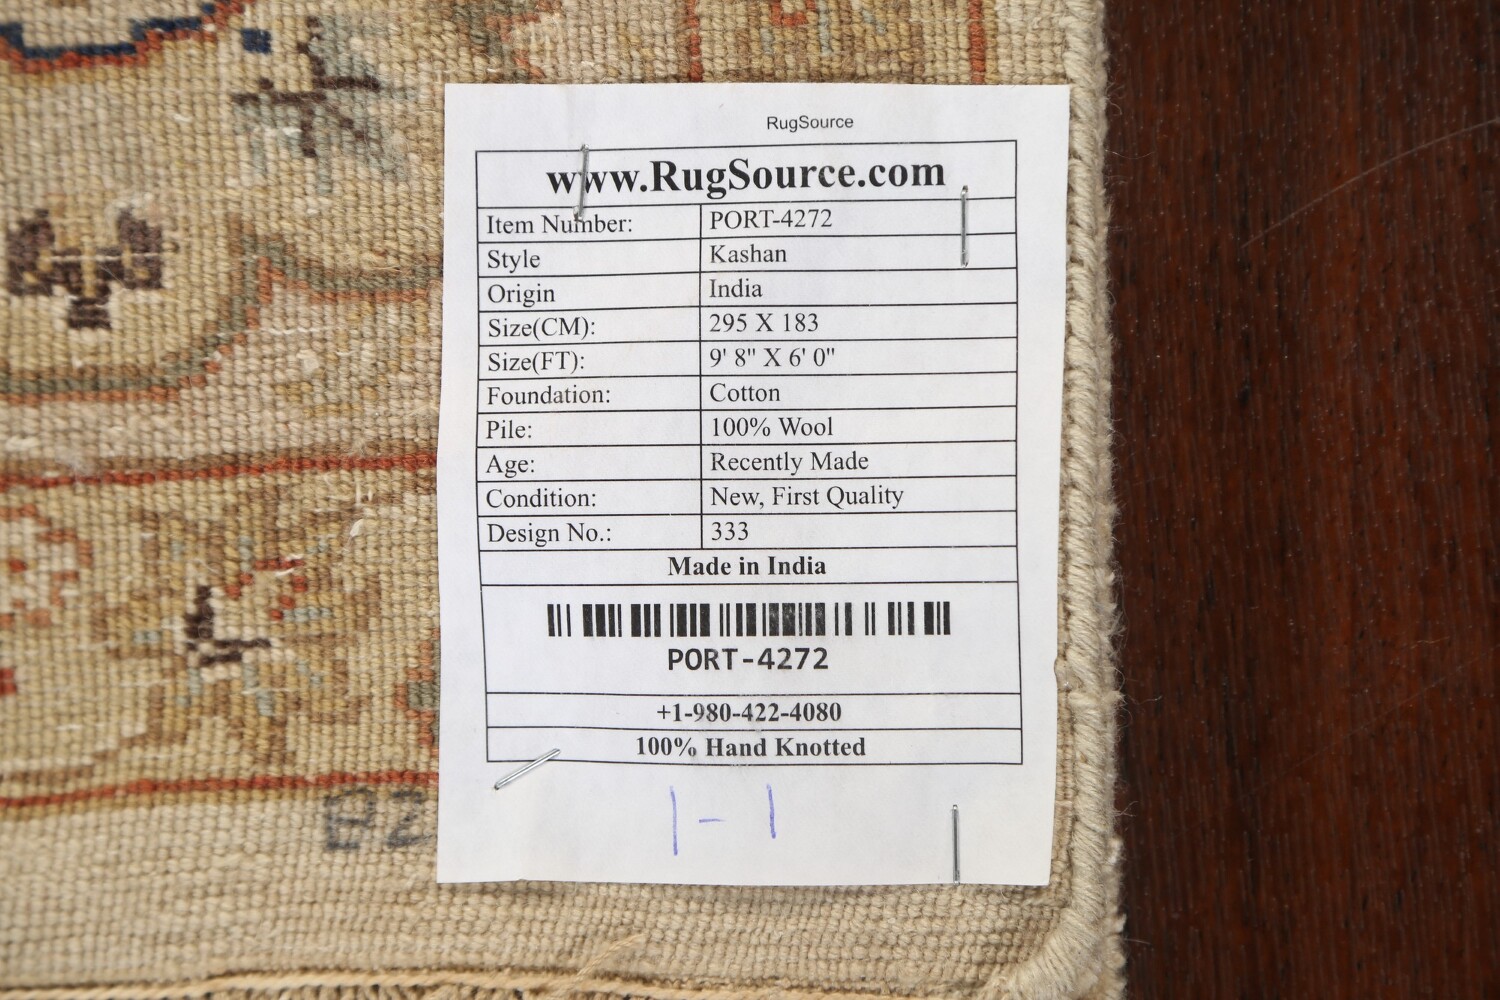 RugSource
www.RugSource.com
Item Number: PORT-4272
Style Kashan
Origin India
Size(CM): 295 X 183
Size(FT): 9' 8" X 6' 0"
Foundation: Cotton
Pile: 100% Wool
Age: Recently Made
Condition: New, First Quality
Design No.: 333
Made in India
PORT-4272
+1-980-422-4080
100% Hand Knotted
1-1